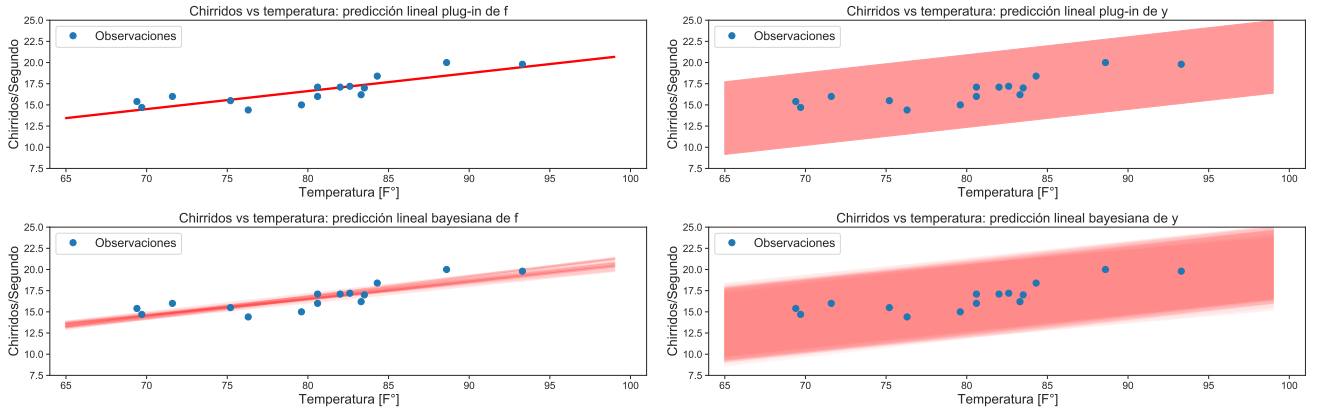 Chirridos vs temperatura: predicción lineal plug-in de f
Chirridos/Segundo
25.0
22.5
20.0
17.5
15.0
12.5
10.0
7.5
Observaciones
65 70 75 80 85 90 95 100
Temperatura [F°]
Chirridos vs temperatura: predicción lineal plug-in de y
Chirridos/Segundo
25.0
22.5
20.0
17.5
15.0
12.5
10.0
7.5
Observaciones
65 70 75 80 85 90 95 100
Temperatura [F°]
Chirridos vs temperatura: predicción lineal bayesiana de f
Chirridos/Segundo
25.0
22.5
20.0
17.5
15.0
12.5
10.0
7.5
Observaciones
65 70 75 80 85 90 95 100
Temperatura [F°]
Chirridos vs temperatura: predicción lineal bayesiana de y
Chirridos/Segundo
25.0
22.5
20.0
17.5
15.0
12.5
10.0
7.5
Observaciones
65 70 75 80 85 90 95 100
Temperatura [F°]